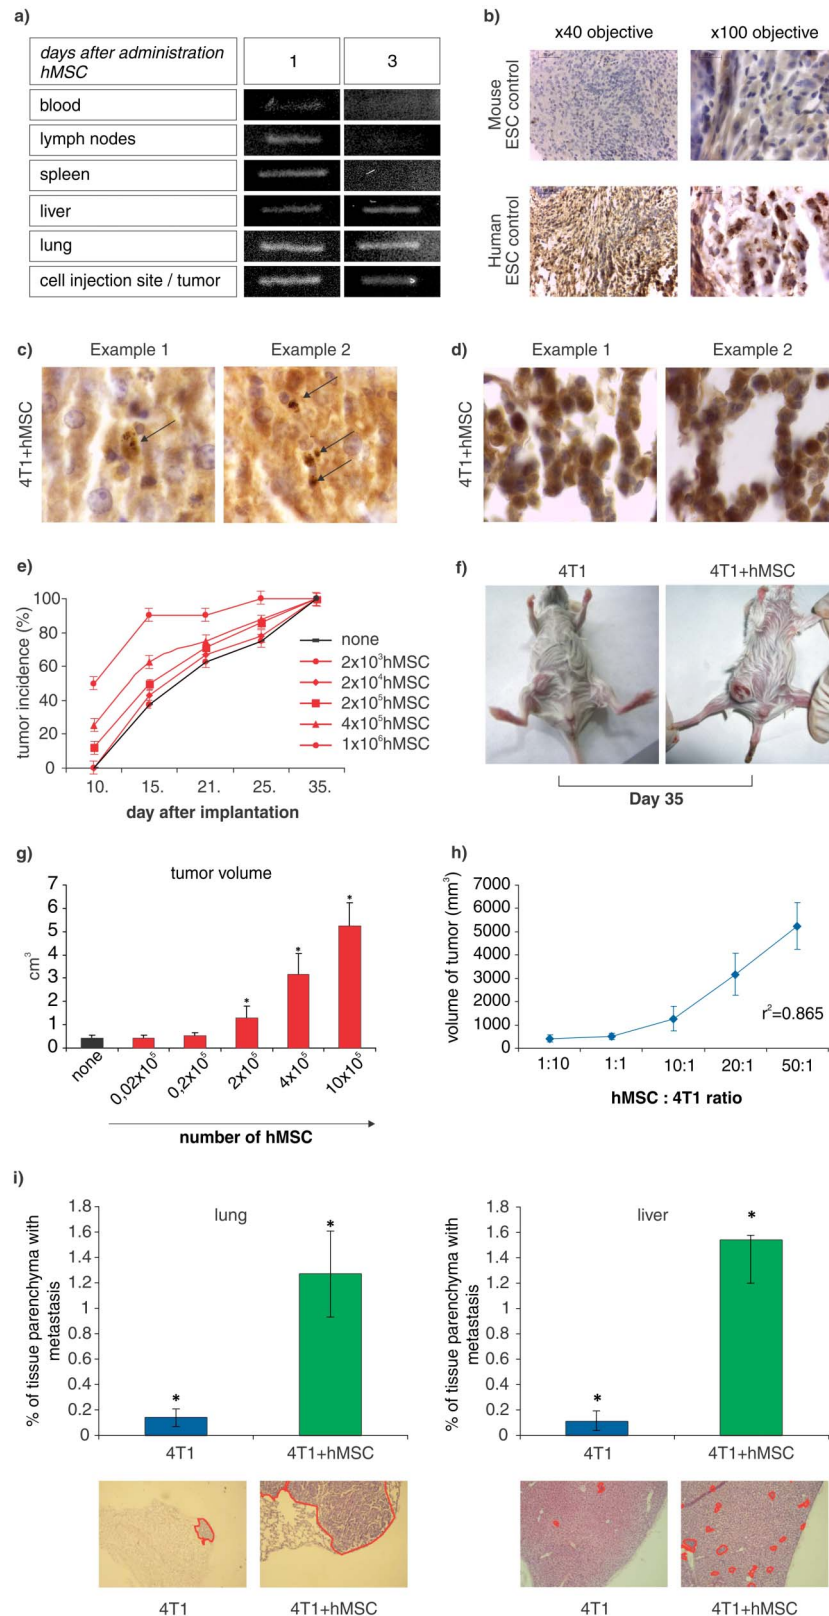 a)
days after administration
hMSC
1
3
blood
lymph nodes
spleen
liver
lung
cell injection site / tumor
b)
x40 objective
x100 objective
Mouse
ESC control
Human
ESC control
c)
Example 1
Example 2
4T1+hMSC
d)
Example 1
Example 2
4T1+hMSC
e)
100
80
60
40
20
0
tumor incidence (%)
10.
15.
21.
25.
35.
day after implantation
none
2x10³hMSC
2x10⁴hMSC
2x10⁵hMSC
4x10⁵hMSC
1x10⁶hMSC
f)
4T1
4T1+hMSC
Day 35
g)
tumor volume
cm³
7
6
5
4
3
2
1
0
*
*
*
none
0,02x10⁵
0,2x10⁵
2x10⁵
4x10⁵
10x10⁵
number of hMSC
h)
volume of tumor (mm³)
7000
6000
5000
4000
3000
2000
1000
0
r²=0.865
1:10
1:1
10:1
20:1
50:1
hMSC : 4T1 ratio
i)
% of tissue parenchyma with
metastasis
1.8
1.6
1.4
1.2
1
0.8
0.6
0.4
0.2
0
lung
*
*
4T1
4T1+hMSC
4T1
4T1+hMSC
% of tissue parenchyma with
metastasis
1.8
1.6
1.4
1.2
1
0.8
0.6
0.4
0.2
0
liver
*
*
4T1
4T1+hMSC
4T1
4T1+hMSC